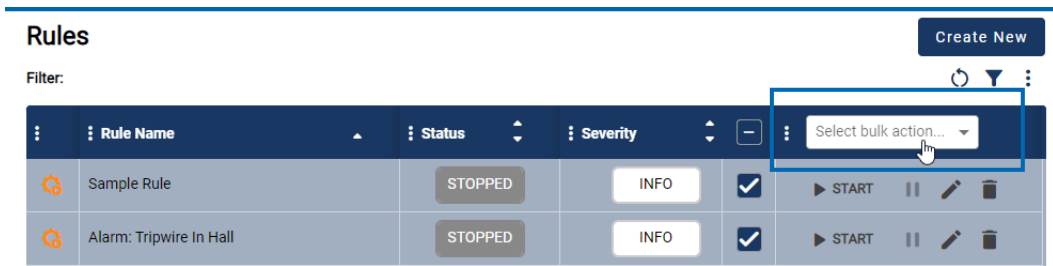 Rules
Create New
Filter:
Rule Name Status Severity Select bulk action...
Sample Rule STOPPED INFO START
Alarm: Tripwire In Hall STOPPED INFO START